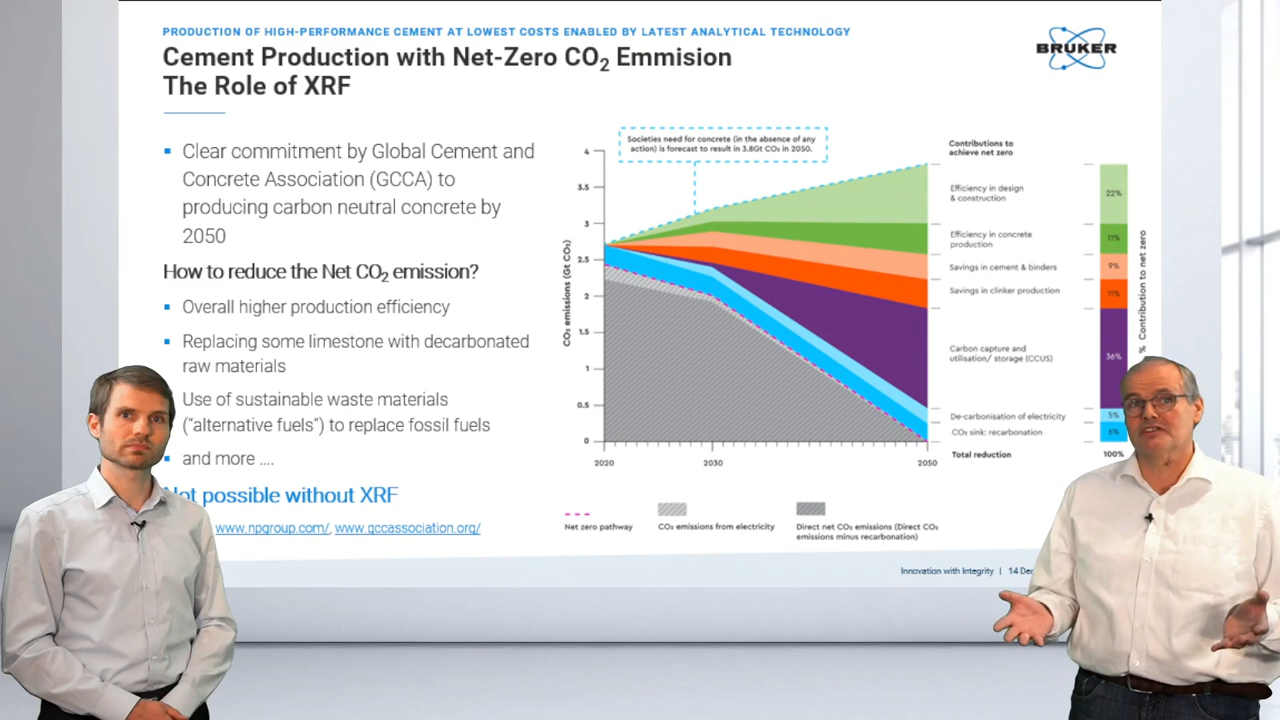 PRODUCTION OF HIGH-PERFORMANCE CEMENT AT LOWEST COSTS ENABLED BY LATEST ANALYTICAL TECHNOLOGY
Cement Production with Net-Zero CO2 Emmision
The Role of XRF
BRUKER
Clear commitment by Global Cement and
Concrete Association (GCCA) to
producing carbon neutral concrete by
2050
How to reduce the Net CO2 emission?
Overall higher production efficiency
Replacing some limestone with decarbonated
raw materials
Use of sustainable waste materials
("alternative fuels") to replace fossil fuels
and more ....
Not possible without XRF
www.npgroup.com/, www.gccassociation.org/
Societies need for concrete (in the absence of any
action) is forecast to result in 3.8Gt CO₂ in 2050.
CO₂ emissions (Gt CO₂)
4
3.5
3
2.5
2
1.5
1
0.5
0
2020
2030
2050
Contributions to
achieve net zero
Efficiency in design
& construction
22%
Efficiency in concrete
production
11%
Savings in cement & binders
9%
Savings in clinker production
11%
Carbon capture and
utilisation/ storage (CCUS)
36%
De-carbonisation of electricity
5%
CO₂ sink: recarbonation
6%
Total reduction
100%
% Contribution to net zero
Net zero pathway
CO₂ emissions from electricity
Direct net CO₂ emissions (Direct CO₂
emissions minus recarbonation)
Innovation with Integrity | 14